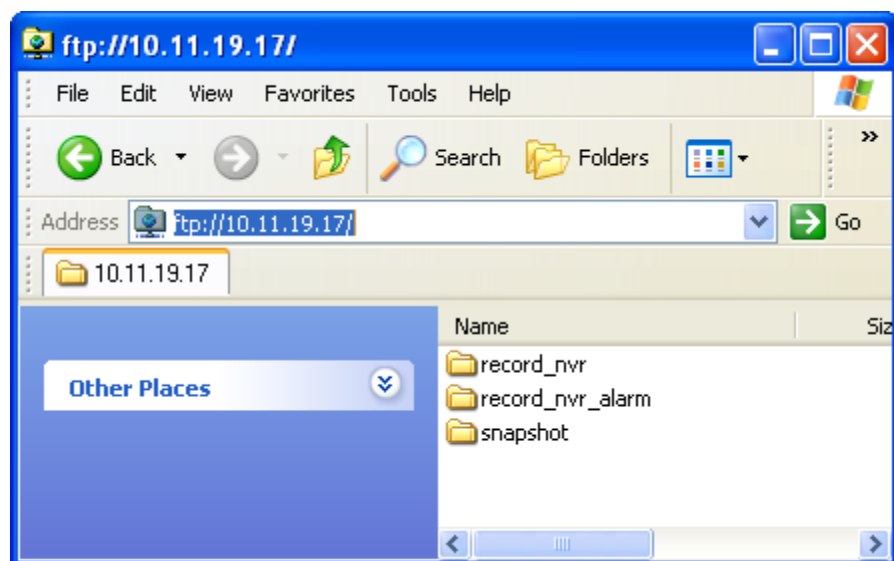 ftp://10.11.19.17/
File Edit View Favorites Tools Help
Back Search Folders »
Address ftp://10.11.19.17/ Go
10.11.19.17
Name Siz
Other Places
record_nvr
record_nvr_alarm
snapshot